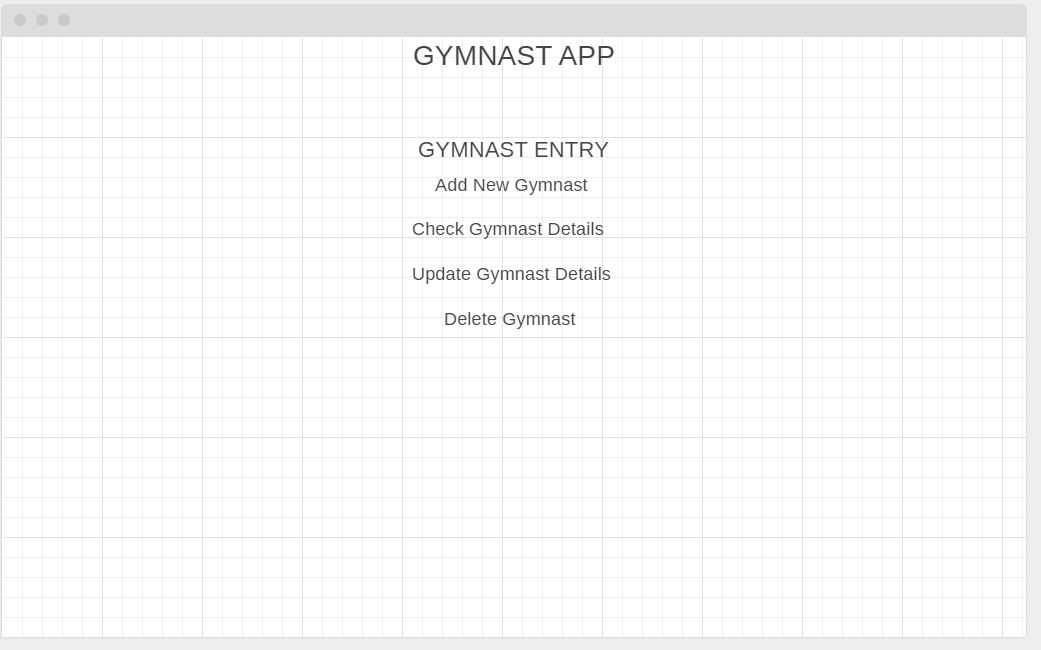 GYMNAST APP
GYMNAST ENTRY
Add New Gymnast
Check Gymnast Details
Update Gymnast Details
Delete Gymnast